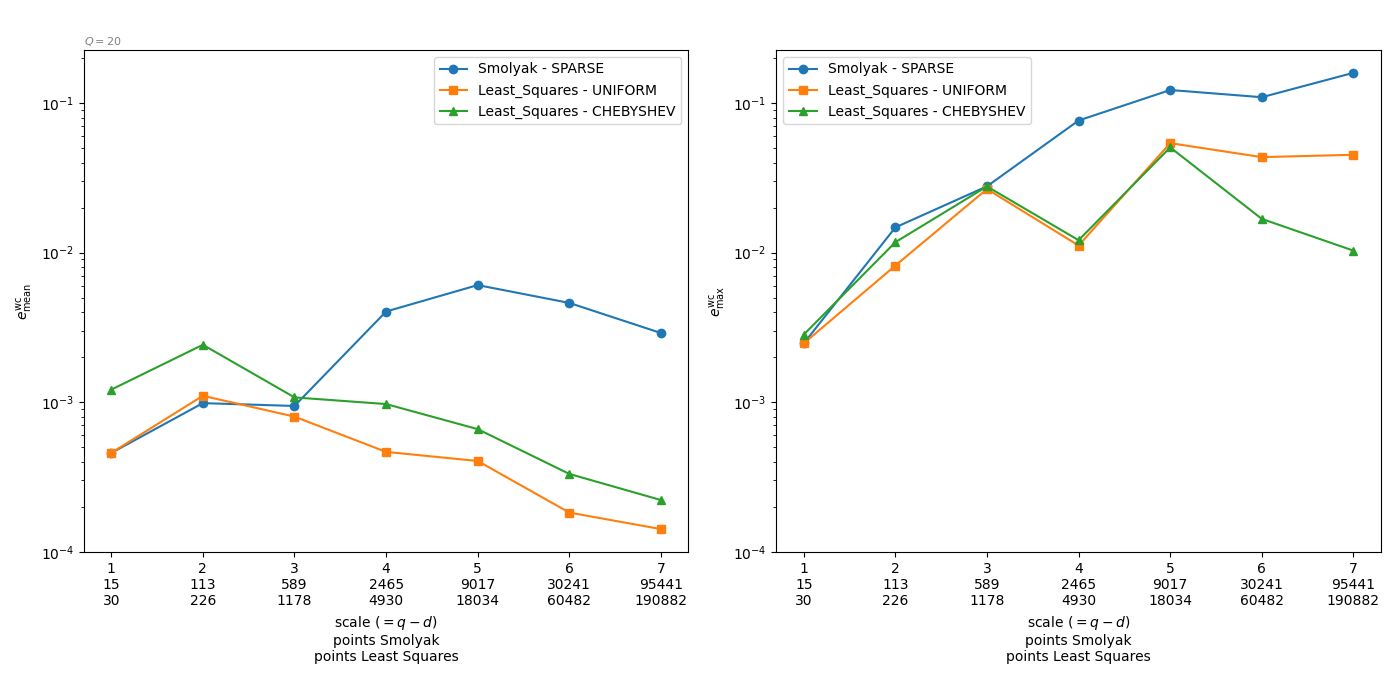 Q = 20
Smolyak - SPARSE
Least_Squares - UNIFORM
Least_Squares - CHEBYSHEV
10⁻¹
10⁻²
10⁻³
10⁻⁴
e^wc_mean
1 2 3 4 5 6 7
15 113 589 2465 9017 30241 95441
30 226 1178 4930 18034 60482 190882
scale (= q − d)
points Smolyak
points Least Squares
Smolyak - SPARSE
Least_Squares - UNIFORM
Least_Squares - CHEBYSHEV
10⁻¹
10⁻²
10⁻³
10⁻⁴
e^wc_max
1 2 3 4 5 6 7
15 113 589 2465 9017 30241 95441
30 226 1178 4930 18034 60482 190882
scale (= q − d)
points Smolyak
points Least Squares